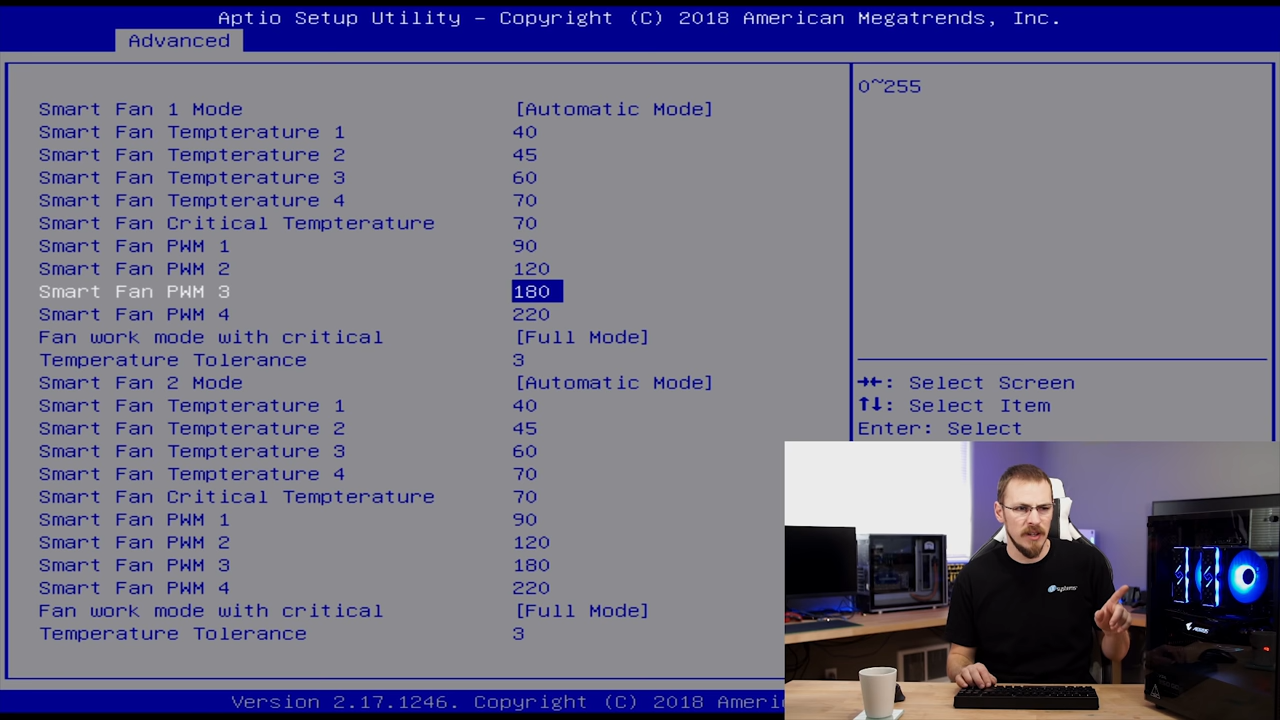 Aptio Setup Utility – Copyright (C) 2018 American Megatrends, Inc.
Advanced
Smart Fan 1 Mode [Automatic Mode]
Smart Fan Tempterature 1 40
Smart Fan Tempterature 2 45
Smart Fan Tempterature 3 60
Smart Fan Tempterature 4 70
Smart Fan Critical Tempterature 70
Smart Fan PWM 1 90
Smart Fan PWM 2 120
Smart Fan PWM 3 180
Smart Fan PWM 4 220
Fan work mode with critical [Full Mode]
Temperature Tolerance 3
Smart Fan 2 Mode [Automatic Mode]
Smart Fan Tempterature 1 40
Smart Fan Tempterature 2 45
Smart Fan Tempterature 3 60
Smart Fan Tempterature 4 70
Smart Fan Critical Tempterature 70
Smart Fan PWM 1 90
Smart Fan PWM 2 120
Smart Fan PWM 3 180
Smart Fan PWM 4 220
Fan work mode with critical [Full Mode]
Temperature Tolerance 3
0~255
→←: Select Screen
↑↓: Select Item
Enter: Select
Version 2.17.1246. Copyright (C) 2018 Ameri
systems
AORUS